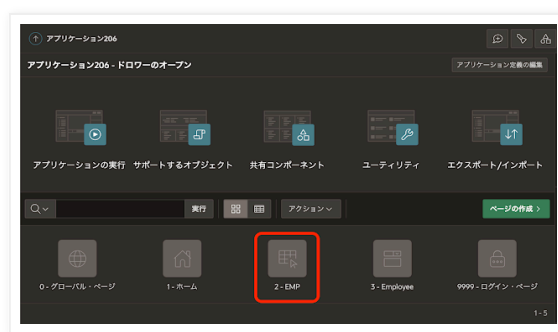 アプリケーション206
アプリケーション206 - ドロワーのオープン
アプリケーション定義の編集
アプリケーションの実行
サポートするオブジェクト
共有コンポーネント
ユーティリティ
エクスポート/インポート
実行
アクション
ページの作成
0 - グローバル・ページ
1 - ホーム
2 - EMP
3 - Employee
9999 - ログイン・ページ
1 - 5